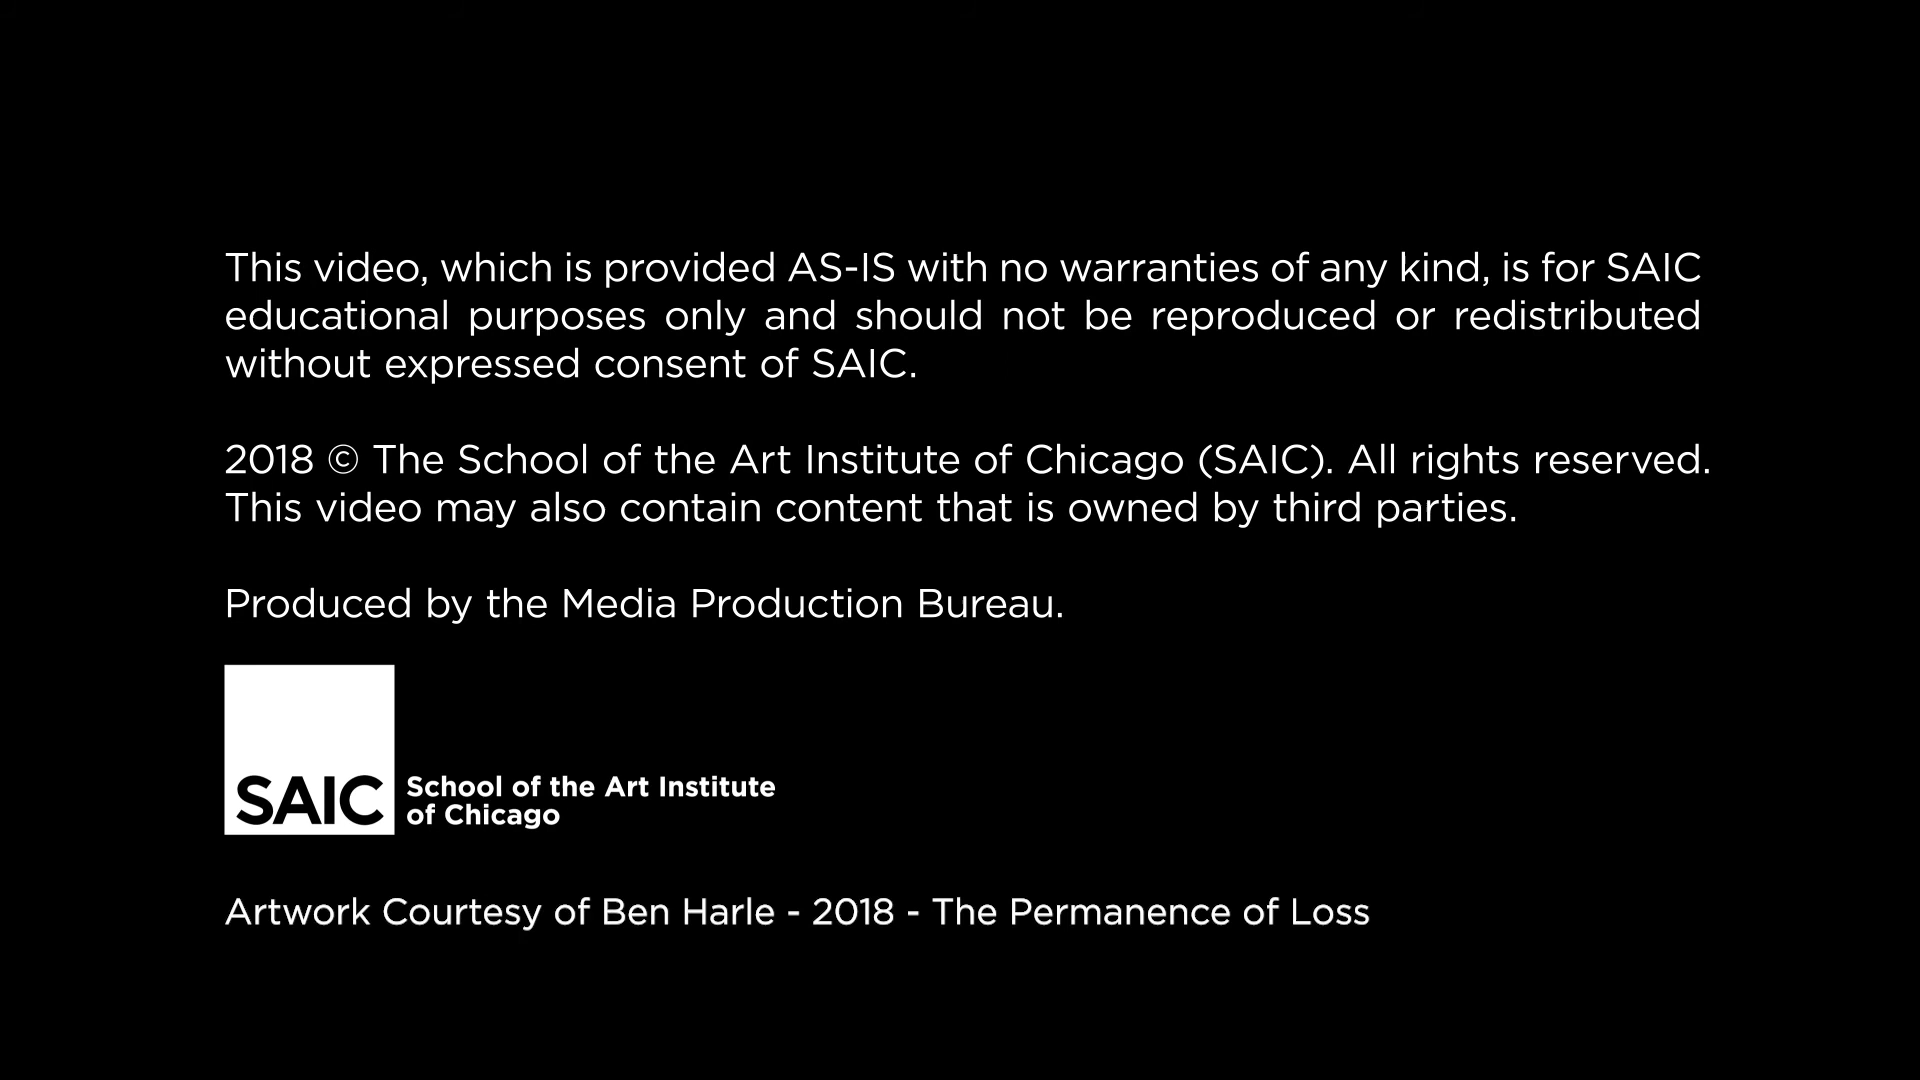 This video, which is provided AS-IS with no warranties of any kind, is for SAIC
educational purposes only and should not be reproduced or redistributed
without expressed consent of SAIC.
2018 © The School of the Art Institute of Chicago (SAIC). All rights reserved.
This video may also contain content that is owned by third parties.
Produced by the Media Production Bureau.
SAIC
School of the Art Institute
of Chicago
Artwork Courtesy of Ben Harle - 2018 - The Permanence of Loss